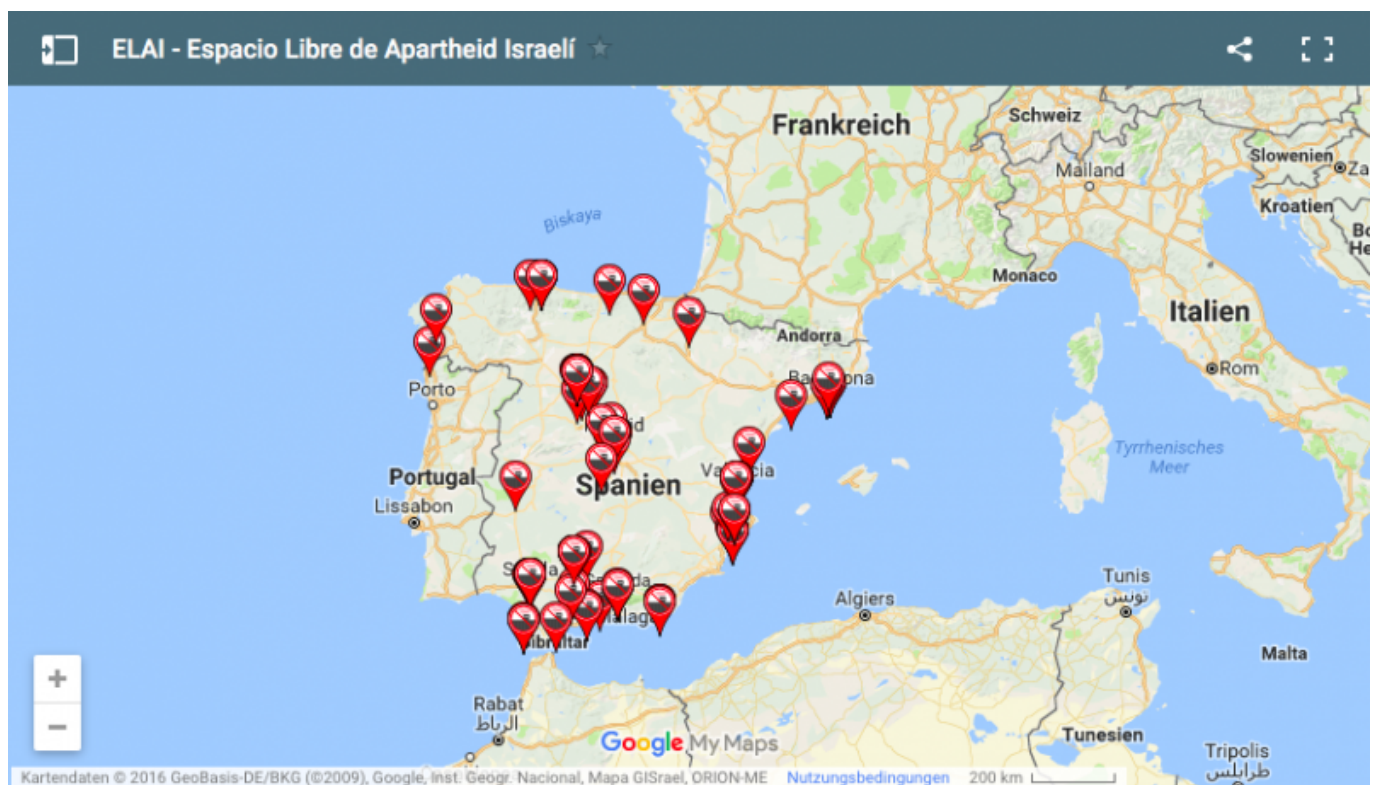 ELAI - Espacio Libre de Apartheid Israelí
Frankreich
Schweiz
Slowenien
Mailand
Kroatien
Biskaya
Monaco
Italien
Andorra
Rom
Porto
Tyrrhenisches
Meer
Portugal
Spanien
Lissabon
Tunis
تونس
Algiers
Gibraltar
Malta
Rabat
الرباط
Google My Maps
Tunesien
Tripolis
طرابلس
Kartendaten © 2016 GeoBasis-DE/BKG (©2009), Google, Inst. Geogr. Nacional, Mapa GISrael, ORION-ME Nutzungsbedingungen 200 km